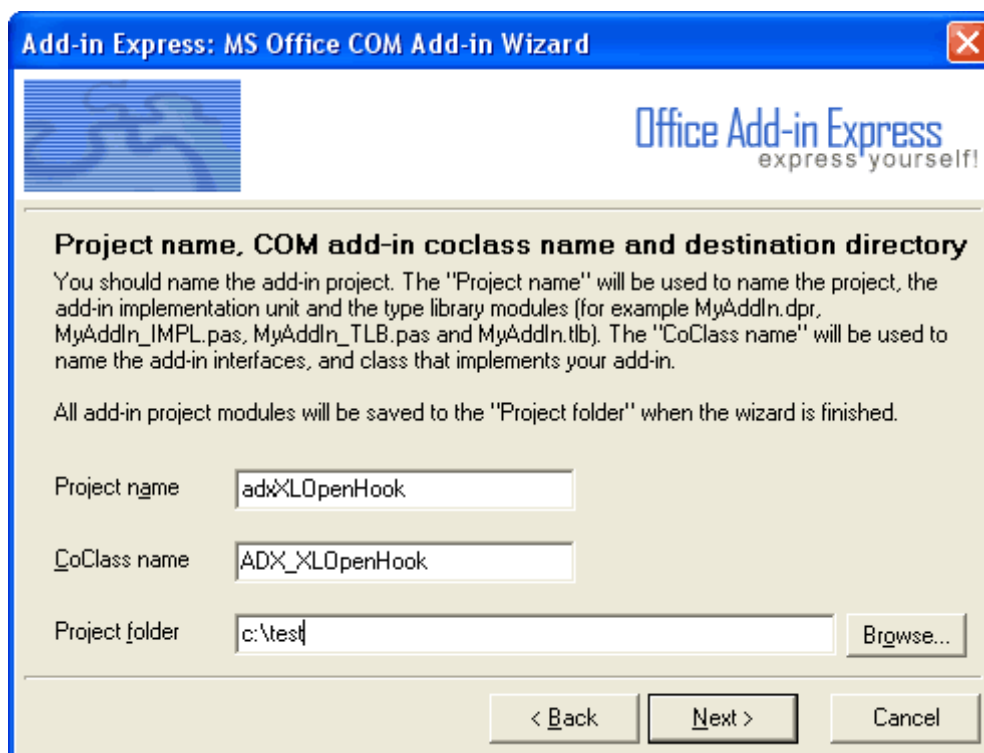 Add-in Express: MS Office COM Add-in Wizard
Office Add-in Express
express yourself!
Project name, COM add-in coclass name and destination directory
You should name the add-in project. The "Project name" will be used to name the project, the
add-in implementation unit and the type library modules (for example MyAddIn.dpr,
MyAddIn_IMPL.pas, MyAddIn_TLB.pas and MyAddIn.tlb). The "CoClass name" will be used to
name the add-in interfaces, and class that implements your add-in.
All add-in project modules will be saved to the "Project folder" when the wizard is finished.
Project name adxXLOpenHook
CoClass name ADX_XLOpenHook
Project folder c:\test Browse...
< Back Next > Cancel